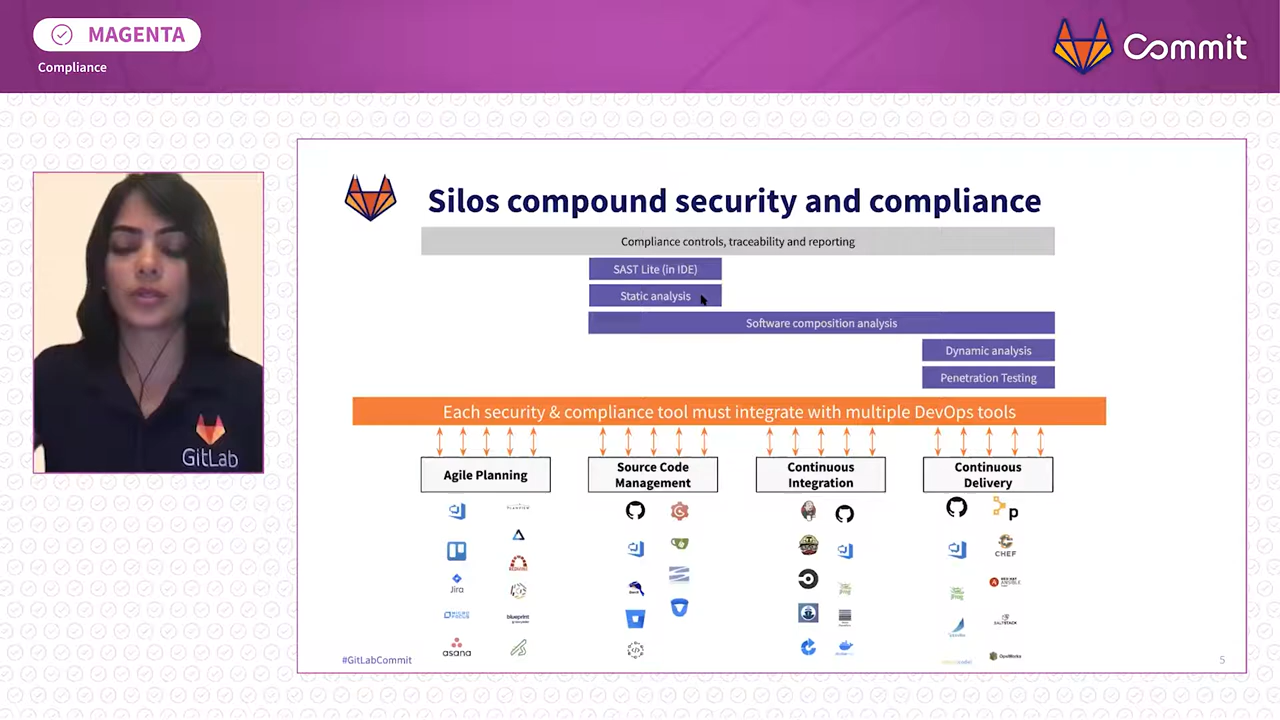 MAGENTA
Compliance
Commit
GitLab
Silos compound security and compliance
Compliance controls, traceability and reporting
SAST Lite (in IDE)
Static analysis
Software composition analysis
Dynamic analysis
Penetration Testing
Each security & compliance tool must integrate with multiple DevOps tools
Agile Planning
Source Code
Management
Continuous
Integration
Continuous
Delivery
Jira
asana
blueprint
p
CHEF
#GitLabCommit
5